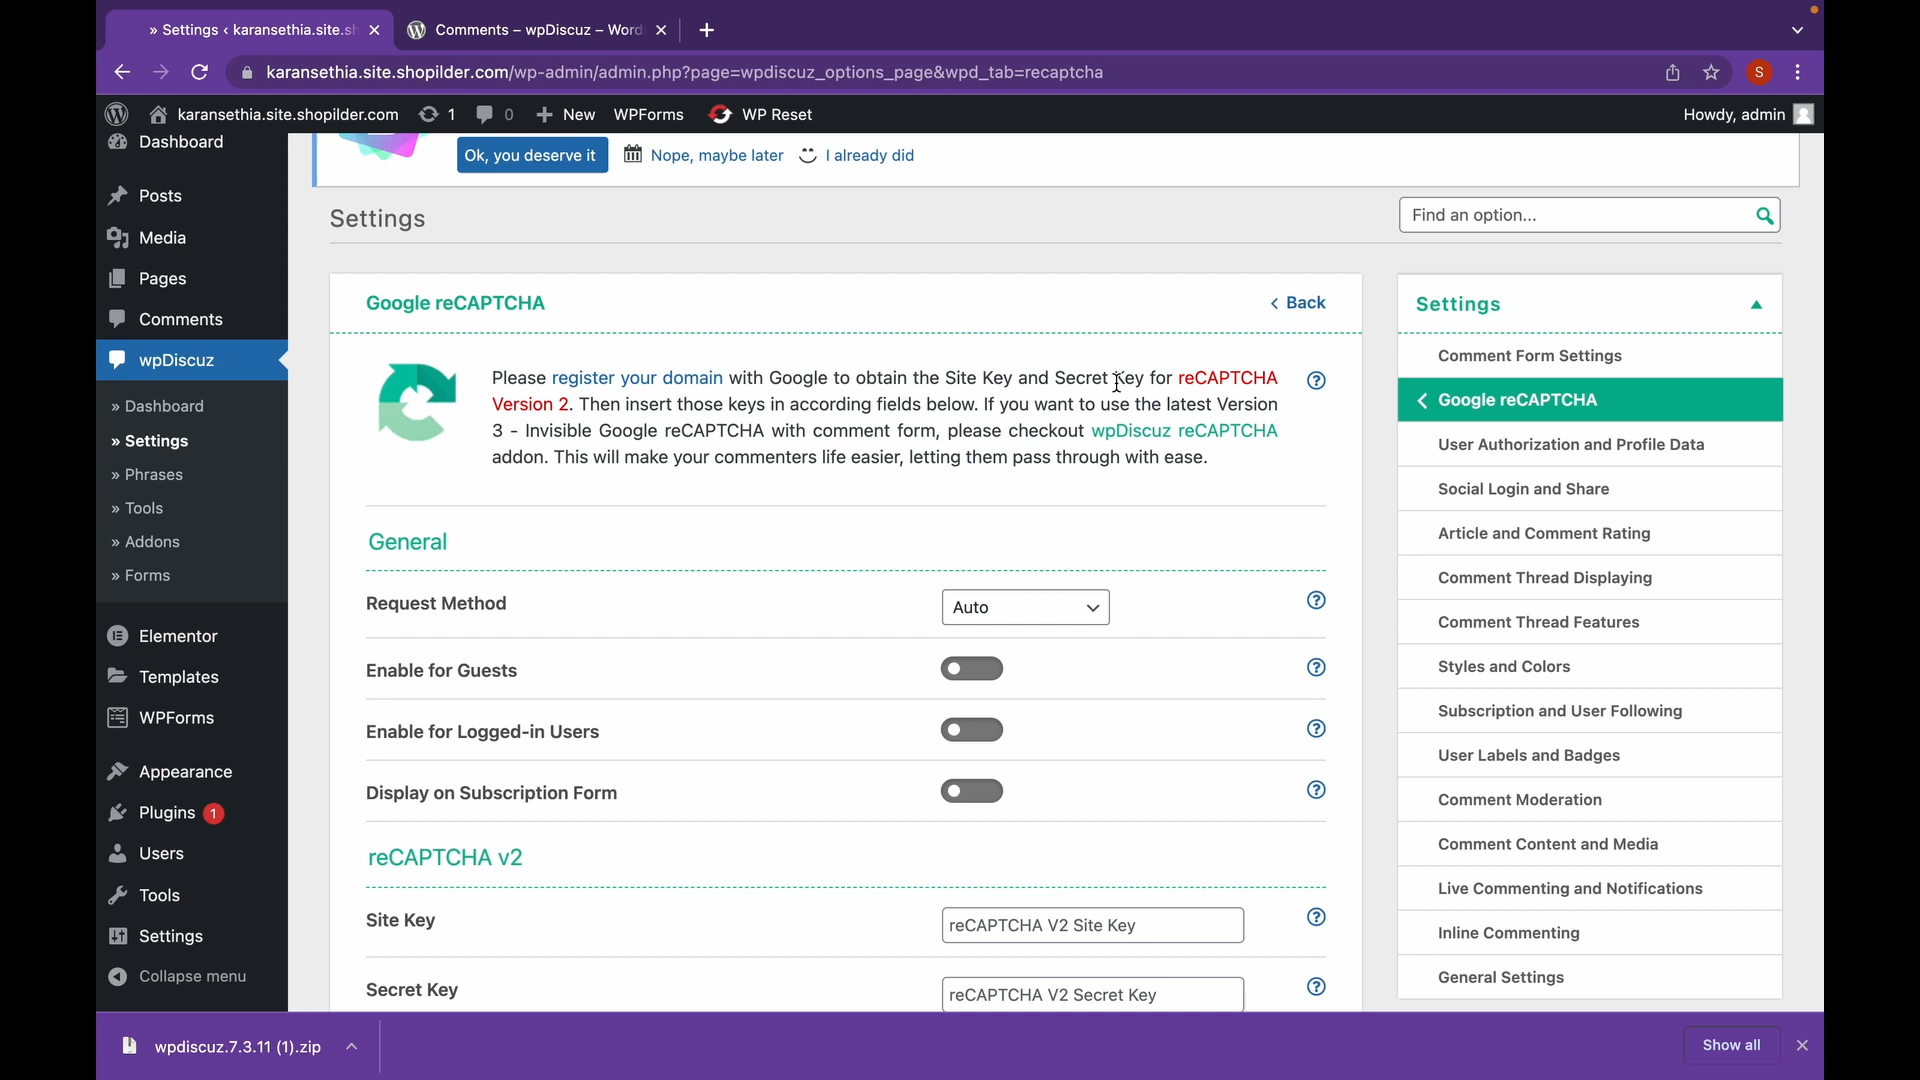 » Settings ‹ karansethia.site.sh
Comments – wpDiscuz – Word
karansethia.site.shopilder.com/wp-admin/admin.php?page=wpdiscuz_options_page&wpd_tab=recaptcha
S
karansethia.site.shopilder.com
1
0
New
WPForms
WP Reset
Howdy, admin
Dashboard
Posts
Media
Pages
Comments
wpDiscuz
» Dashboard
» Settings
» Phrases
» Tools
» Addons
» Forms
Elementor
Templates
WPForms
Appearance
Plugins 1
Users
Tools
Settings
Collapse menu
Ok, you deserve it
Nope, maybe later
I already did
Settings
Find an option...
Google reCAPTCHA
Back
Please register your domain with Google to obtain the Site Key and Secret Key for reCAPTCHA
Version 2. Then insert those keys in according fields below. If you want to use the latest Version
3 - Invisible Google reCAPTCHA with comment form, please checkout wpDiscuz reCAPTCHA
addon. This will make your commenters life easier, letting them pass through with ease.
General
Request Method
Auto
Enable for Guests
Enable for Logged-in Users
Display on Subscription Form
reCAPTCHA v2
Site Key
reCAPTCHA V2 Site Key
Secret Key
reCAPTCHA V2 Secret Key
Settings
Comment Form Settings
Google reCAPTCHA
User Authorization and Profile Data
Social Login and Share
Article and Comment Rating
Comment Thread Displaying
Comment Thread Features
Styles and Colors
Subscription and User Following
User Labels and Badges
Comment Moderation
Comment Content and Media
Live Commenting and Notifications
Inline Commenting
General Settings
wpdiscuz.7.3.11 (1).zip
Show all